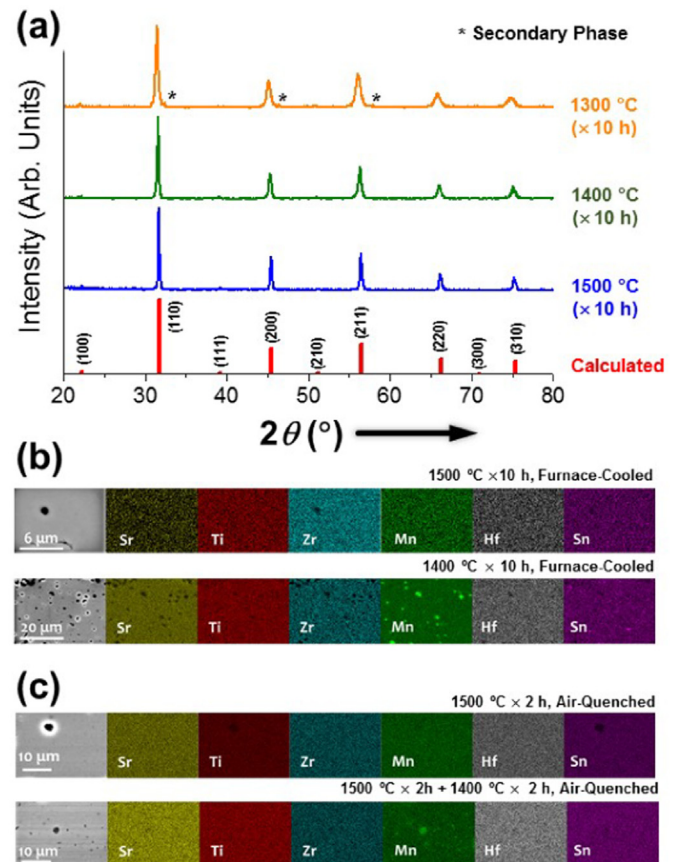 (a)
* Secondary Phase
Intensity (Arb. Units)
*
*
*
1300 °C
(× 10 h)
1400 °C
(× 10 h)
1500 °C
(× 10 h)
Calculated
(100)
(110)
(111)
(200)
(210)
(211)
(220)
(300)
(310)
20 30 40 50 60 70 80
2θ (°)
(b)
1500 ℃ ×10 h, Furnace-Cooled
6 μm Sr Ti Zr Mn Hf Sn
1400 ℃ × 10 h, Furnace-Cooled
20 μm Sr Ti Zr Mn Hf Sn
(c)
1500 ℃ × 2 h, Air-Quenched
10 μm Sr Ti Zr Mn Hf Sn
1500 ℃ × 2h + 1400 ℃ × 2 h, Air-Quenched
10 μm Sr Ti Zr Mn Hf Sn